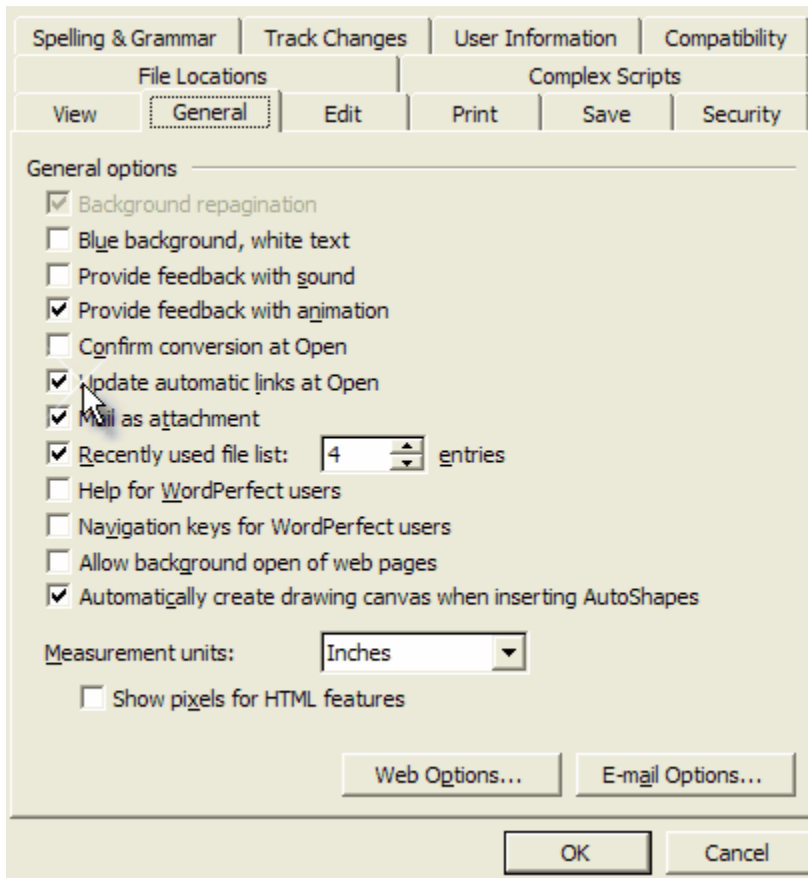 Spelling & Grammar Track Changes User Information Compatibility
File Locations Complex Scripts
View General Edit Print Save Security
General options
Background repagination
Blue background, white text
Provide feedback with sound
Provide feedback with animation
Confirm conversion at Open
Update automatic links at Open
Mail as attachment
Recently used file list: 4 entries
Help for WordPerfect users
Navigation keys for WordPerfect users
Allow background open of web pages
Automatically create drawing canvas when inserting AutoShapes
Measurement units: Inches
Show pixels for HTML features
Web Options... E-mail Options...
OK Cancel